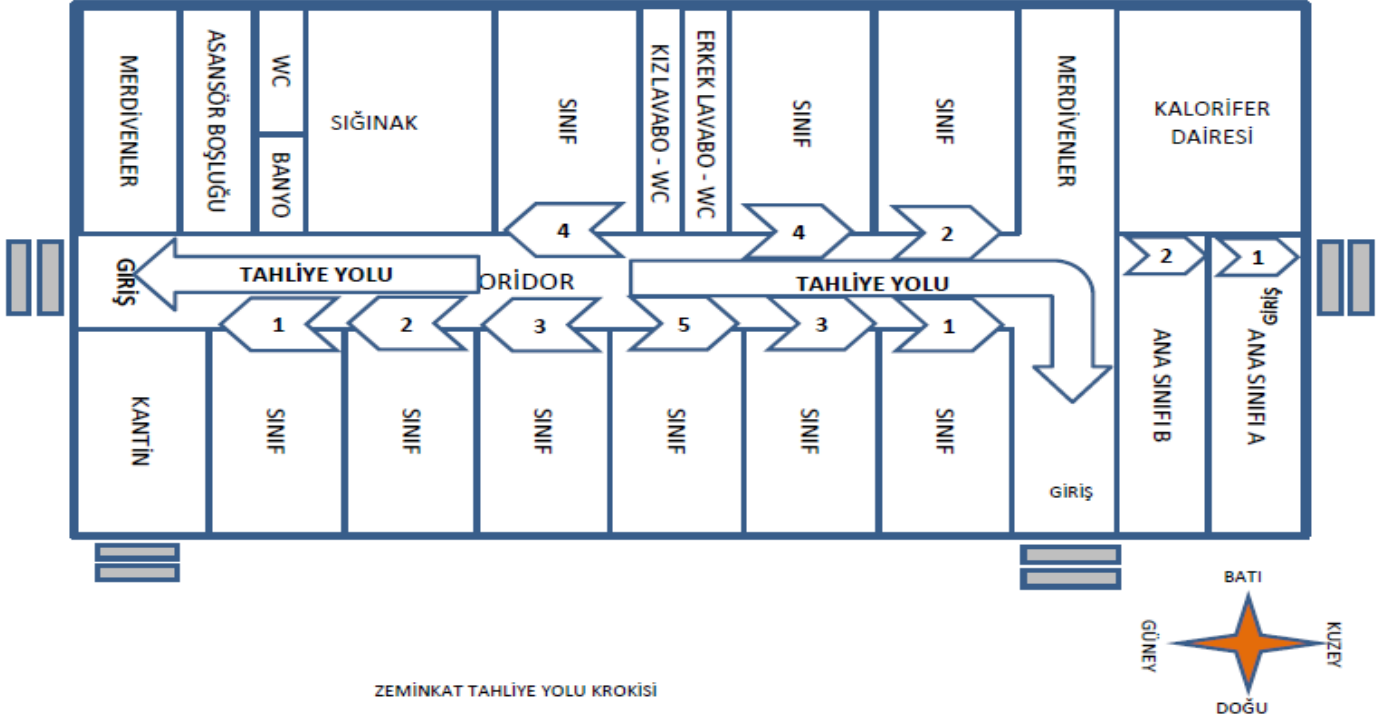 MERDİVENLER
ASANSÖR BOŞLUĞU
WC
BANYO
SIĞINAK
SINIF
KIZ LAVABO - WC
ERKEK LAVABO - WC
SINIF
SINIF
MERDİVENLER
KALORİFER
DAİRESİ
4
4
2
2
1
GİRİŞ
TAHLİYE YOLU
ORİDOR
TAHLİYE YOLU
GİRİŞ
1
2
3
5
3
1
KANTİN
SINIF
SINIF
SINIF
SINIF
SINIF
SINIF
GİRİŞ
ANA SINIFI B
ANA SINIFI A
BATI
GÜNEY
KUZEY
DOĞU
ZEMİNKAT TAHLİYE YOLU KROKİSİ